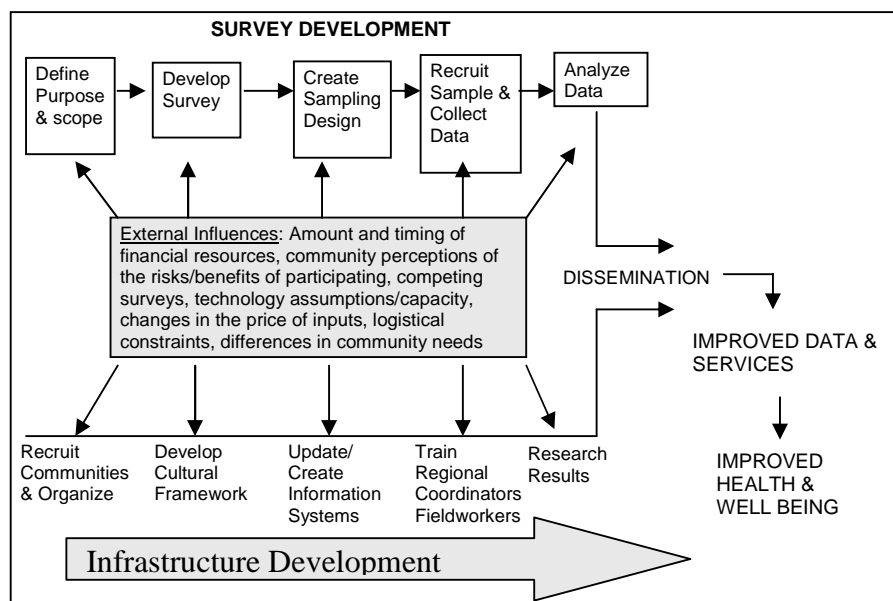 SURVEY DEVELOPMENT
Define
Purpose
& scope
Develop
Survey
Create
Sampling
Design
Recruit
Sample &
Collect
Data
Analyze
Data
External Influences: Amount and timing of
financial resources, community perceptions of
the risks/benefits of participating, competing
surveys, technology assumptions/capacity,
changes in the price of inputs, logistical
constraints, differences in community needs
DISSEMINATION
IMPROVED DATA &
SERVICES
IMPROVED
HEALTH &
WELL BEING
Recruit
Communities
& Organize
Develop
Cultural
Framework
Update/
Create
Information
Systems
Train
Regional
Coordinators
Fieldworkers
Research
Results
Infrastructure Development